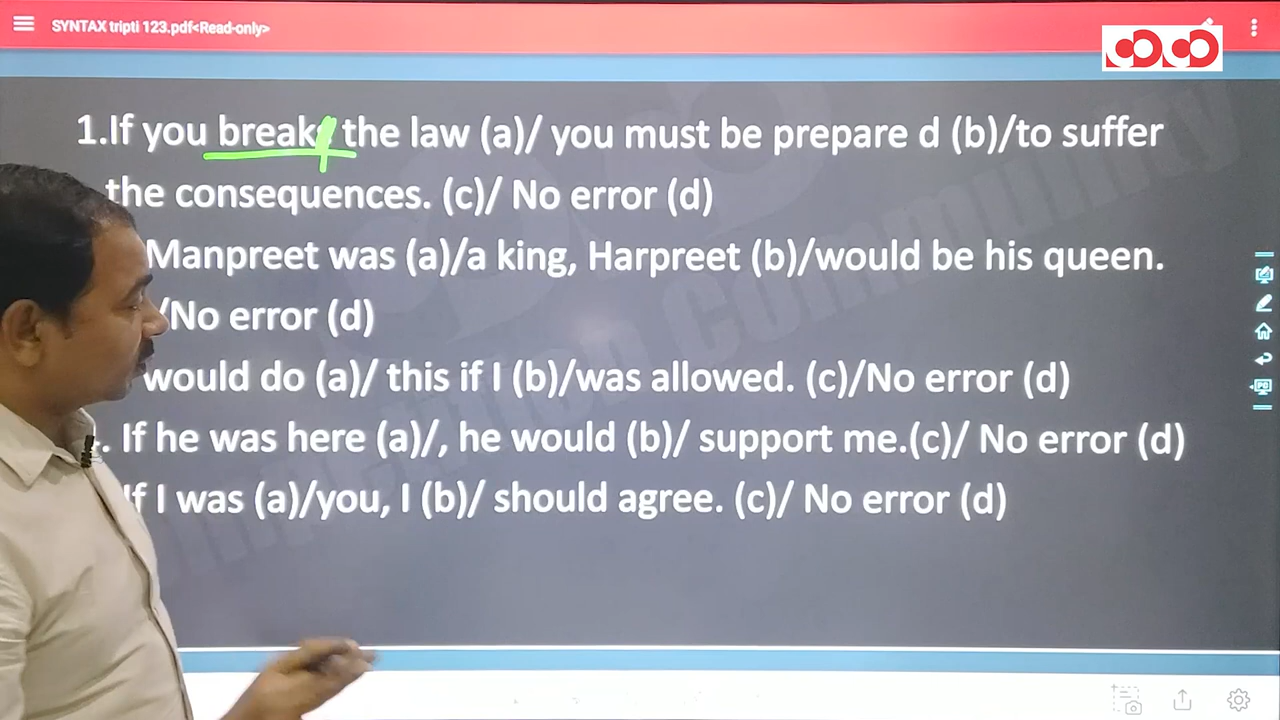 SYNTAX tripti 123.pdf<Read-only>
1.If you breaks the law (a)/ you must be prepare d (b)/to suffer
the consequences. (c)/ No error (d)
Manpreet was (a)/a king, Harpreet (b)/would be his queen.
/No error (d)
would do (a)/ this if I (b)/was allowed. (c)/No error (d)
. If he was here (a)/, he would (b)/ support me.(c)/ No error (d)
If I was (a)/you, I (b)/ should agree. (c)/ No error (d)